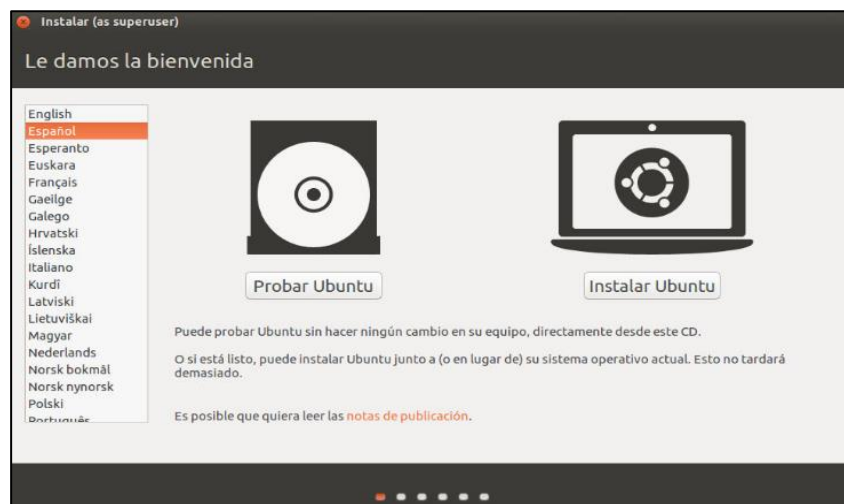 Instalar (as superuser)
Le damos la bienvenida
English
Español
Esperanto
Euskara
Français
Gaeilge
Galego
Hrvatski
Íslenska
Italiano
Kurdî
Latviski
Lietuviškai
Magyar
Nederlands
Norsk bokmål
Norsk nynorsk
Polski
Português
Probar Ubuntu
Instalar Ubuntu
Puede probar Ubuntu sin hacer ningún cambio en su equipo, directamente desde este CD.
O si está listo, puede instalar Ubuntu junto a (o en lugar de) su sistema operativo actual. Esto no tardará
demasiado.
Es posible que quiera leer las notas de publicación.